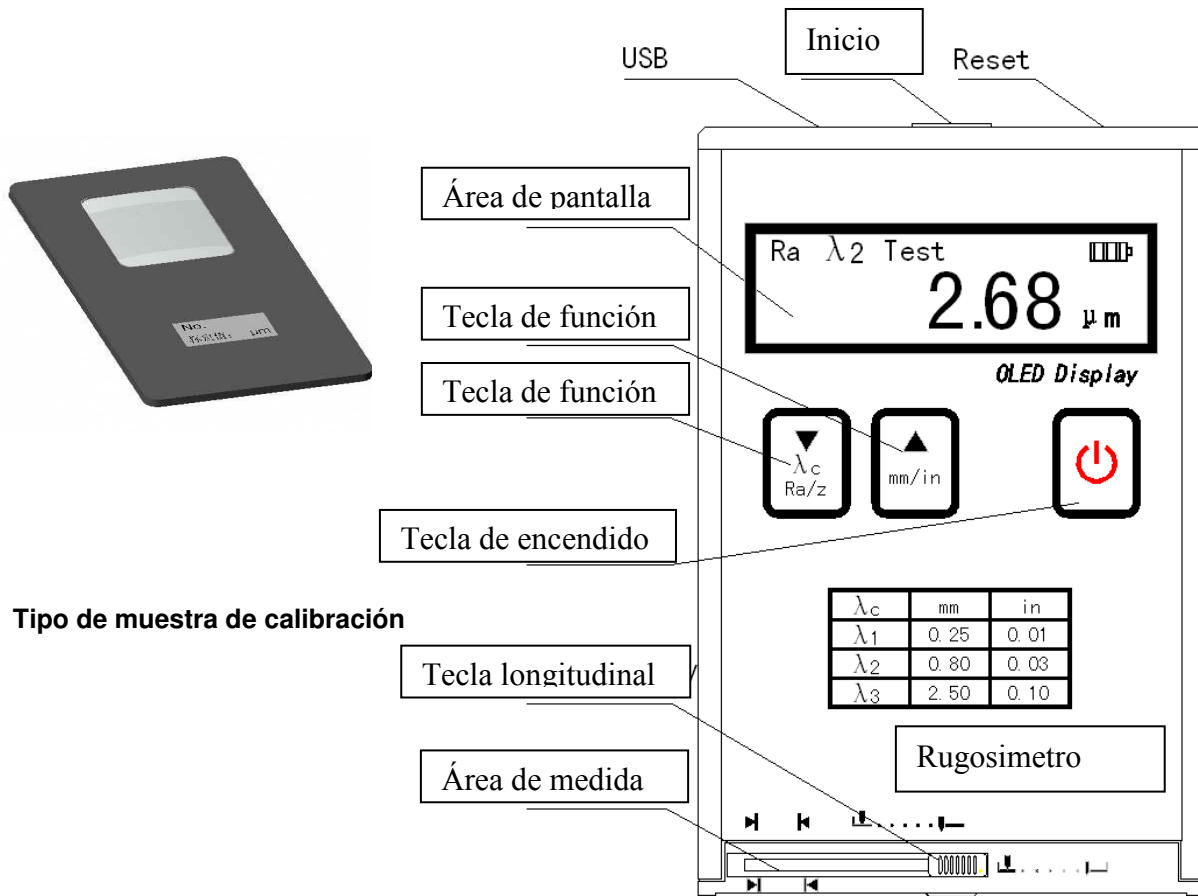 USB
Inicio
Reset
Área de pantalla
Ra λ2 Test
2.68 μm
OLED Display
Tecla de función
Tecla de función
▼
λc
Ra/z
▲
mm/in
Tecla de encendido
No.
标定值: μm
Tipo de muestra de calibración
λc mm in
λ1 0.25 0.01
λ2 0.80 0.03
λ3 2.50 0.10
Tecla longitudinal
Rugosimetro
Área de medida